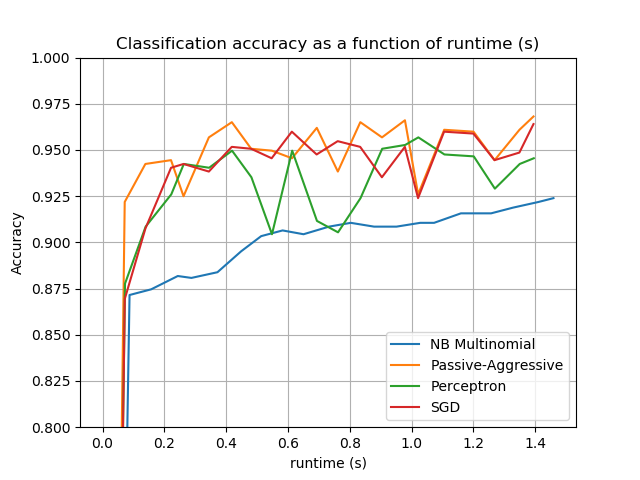 Classification accuracy as a function of runtime (s)
1.000
0.975
0.950
0.925
0.900
0.875
0.850
0.825
0.800
Accuracy
0.0 0.2 0.4 0.6 0.8 1.0 1.2 1.4
runtime (s)
NB Multinomial
Passive-Aggressive
Perceptron
SGD